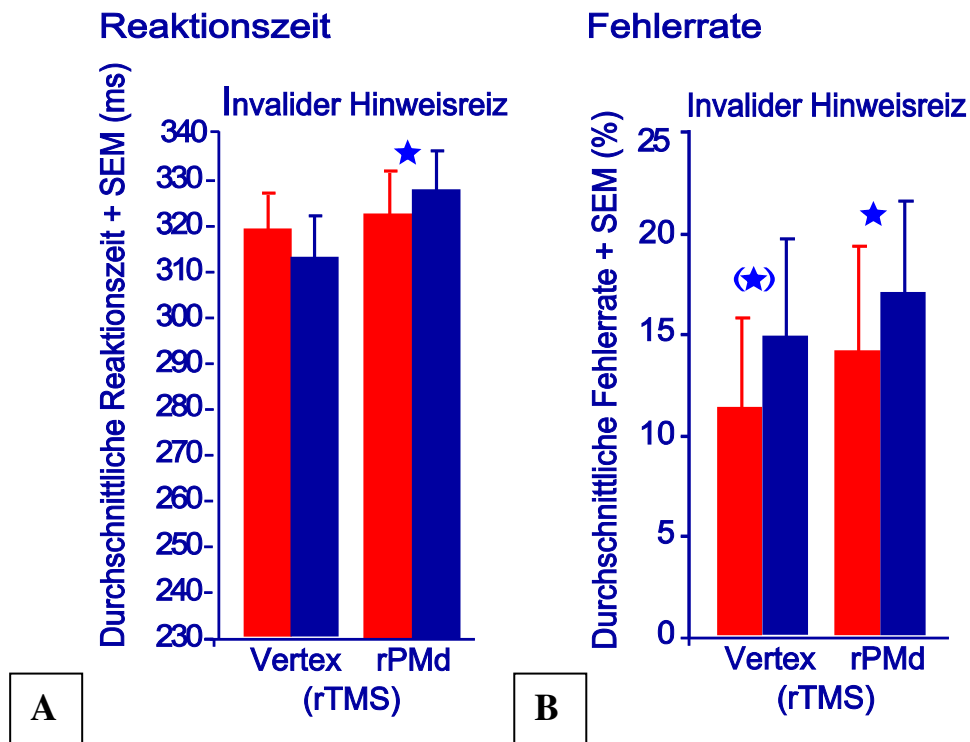 Reaktionszeit
Durchschnittliche Reaktionszeit + SEM (ms)
Invalider Hinweisreiz
340
330
320
310
300
290
280
270
260
250
240
230
Vertex rPMd
(rTMS)
A
Fehlerrate
Durchschnittliche Fehlerrate + SEM (%)
Invalider Hinweisreiz
25
20
15
10
5
0
(★)
★
★
Vertex rPMd
(rTMS)
B